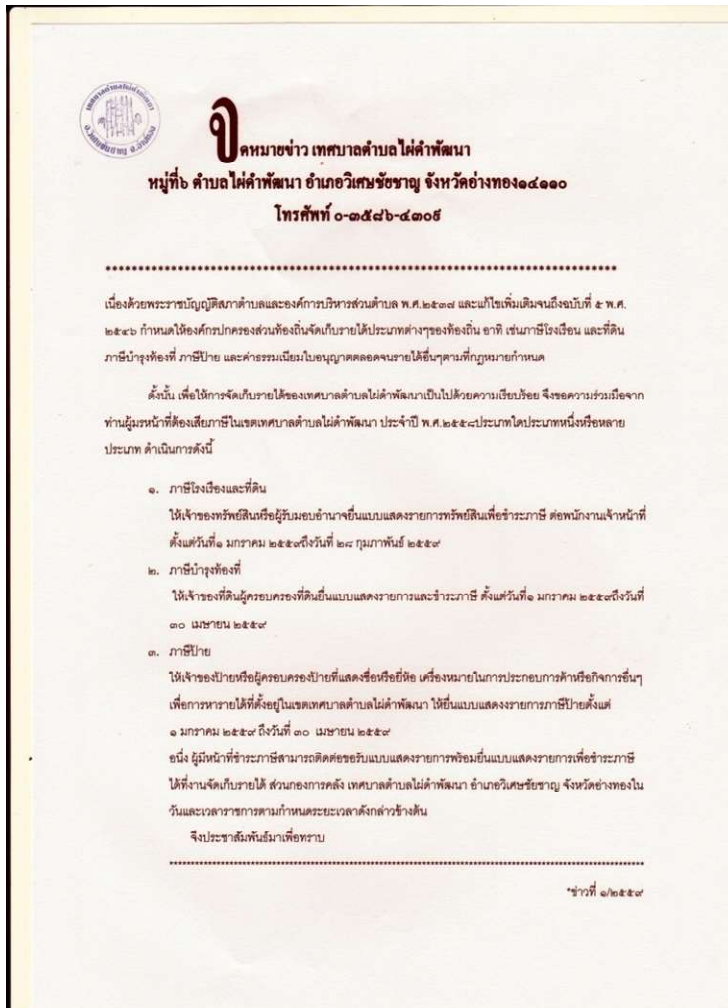 เทศบาลตำบลไผ่ดำพัฒนา
อ.วิเศษชัยชาญ จ.อ่างทอง
จดหมายข่าว เทศบาลตำบลไผ่ดำพัฒนา
หมู่ที่๖ ตำบลไผ่ดำพัฒนา อำเภอวิเศษชัยชาญ จังหวัดอ่างทอง๑๔๑๑๐
โทรศัพท์ ๐-๓๕๘๖-๔๓๐๙
เนื่องด้วยพระราชบัญญัติสภาตำบลและองค์การบริหารส่วนตำบล พ.ศ.๒๕๓๗ และแก้ไขเพิ่มเติมจนถึงฉบับที่ ๕ พ.ศ.
๒๕๔๖ กำหนดให้องค์กรปกครองส่วนท้องถิ่นจัดเก็บรายได้ประเภทต่างๆของท้องถิ่น อาทิ เช่นภาษีโรงเรือน และที่ดิน
ภาษีบำรุงท้องที่ ภาษีป้าย และค่าธรรมเนียมใบอนุญาตตลอดจนรายได้อื่นๆตามที่กฎหมายกำหนด
ดังนั้น เพื่อให้การจัดเก็บรายได้ของเทศบาลตำบลไผ่ดำพัฒนาเป็นไปด้วยความเรียบร้อย จึงขอความร่วมมือจาก
ท่านผู้มรหน้าที่ต้องเสียภาษีในเขตเทศบาลตำบลไผ่ดำพัฒนา ประจำปี พ.ศ.๒๕๕๘ประเภทใดประเภทหนึ่งหรือหลาย
ประเภท ดำเนินการดังนี้
๑. ภาษีโรงเรืองและที่ดิน
ให้เจ้าของทรัพย์สินหรือผู้รับมอบอำนาจยื่นแบบแสดงรายการทรัพย์สินเพื่อชำระภาษี ต่อพนักงานเจ้าหน้าที่
ตั้งแต่วันที่๑ มกราคม ๒๕๕๙ถึงวันที่ ๒๘ กุมภาพันธ์ ๒๕๕๙
๒. ภาษีบำรุงท้องที่
ให้เจ้าของที่ดินผู้ครอบครองที่ดินยื่นแบบแสดงรายการและชำระภาษี ตั้งแต่วันที่๑ มกราคม ๒๕๕๙ถึงวันที่
๓๐ เมษายน ๒๕๕๙
๓. ภาษีป้าย
ให้เจ้าของป้ายหรือผู้ครอบครองป้ายที่แสดงชื่อหรือยี่ห้อ เครื่องหมายในการประกอบการค้าหรือกิจการอื่นๆ
เพื่อการหารายได้ที่ตั้งอยู่ในเขตเทศบาลตำบลไผ่ดำพัฒนา ให้ยื่นแบบแสดงงรายการภาษีป้ายตั้งแต่
๑ มกราคม ๒๕๕๙ ถึงวันที่ ๓๐ เมษายน ๒๕๕๙
อนึ่ง ผู้มีหน้าที่ชำระภาษีสามารถติดต่อขอรับแบบแสดงรายการพร้อมยื่นแบบแสดงรายการเพื่อชำระภาษี
ได้ที่งานจัดเก็บรายได้ ส่วนกองการคลัง เทศบาลตำบลไผ่ดำพัฒนา อำเภอวิเศษชัยชาญ จังหวัดอ่างทองใน
วันและเวลาราชการตามกำหนดระยะเวลาดังกล่าวข้างต้น
จึงประชาสัมพันธ์มาเพื่อทราบ
*ข่าวที่ ๑/๒๕๕๙